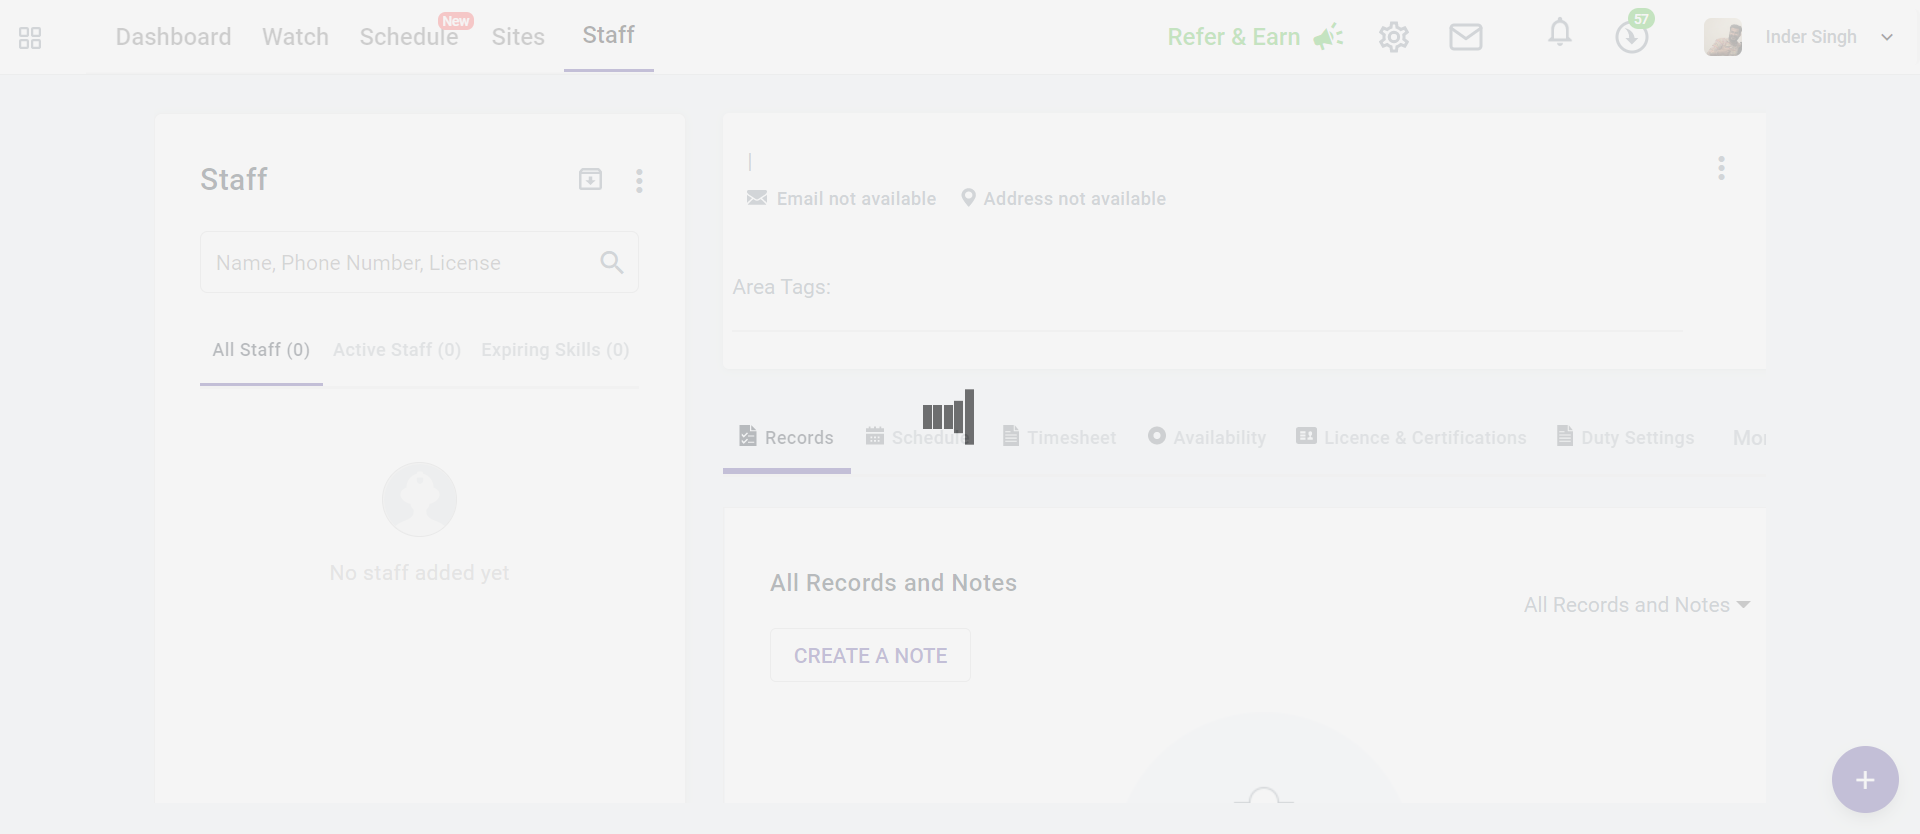 Dashboard Watch Schedule New Sites Staff Refer & Earn 57 Inder Singh
Staff
Name, Phone Number, License
All Staff (0) Active Staff (0) Expiring Skills (0)
No staff added yet
|
Email not available Address not available
Area Tags:
Records Schedule Timesheet Availability Licence & Certifications Duty Settings Mor
All Records and Notes
All Records and Notes
CREATE A NOTE
+